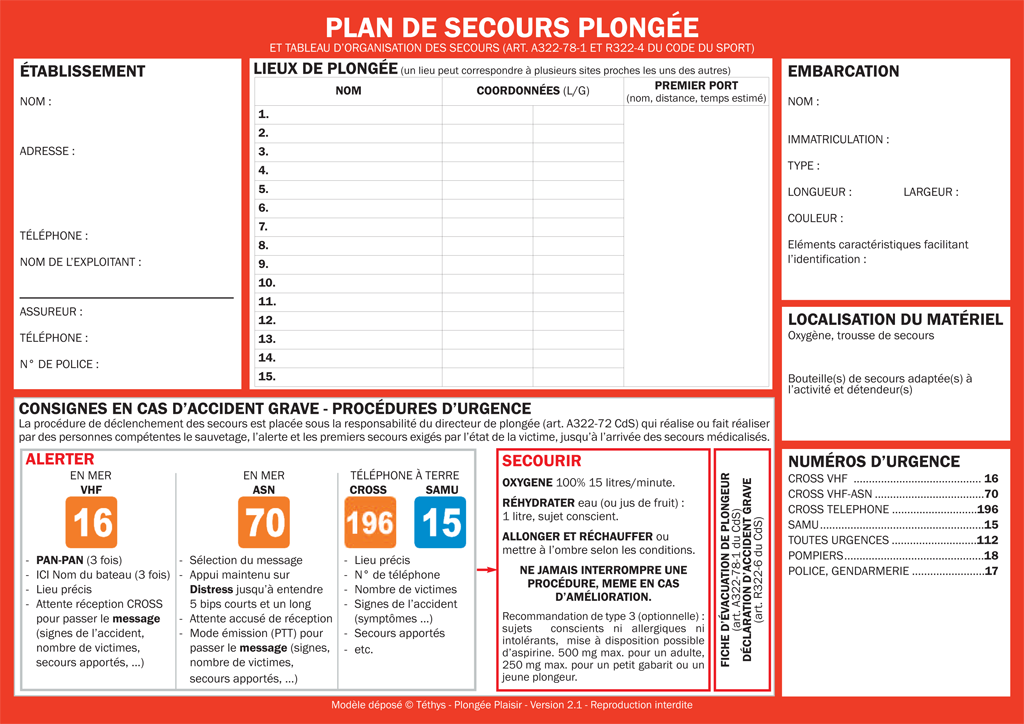 PLAN DE SECOURS PLONGÉE
ET TABLEAU D'ORGANISATION DES SECOURS (ART. A322-78-1 ET R322-4 DU CODE DU SPORT)
ÉTABLISSEMENT
NOM :
ADRESSE :
TÉLÉPHONE :
NOM DE L'EXPLOITANT :
ASSUREUR :
TÉLÉPHONE :
N° DE POLICE :
LIEUX DE PLONGÉE (un lieu peut correspondre à plusieurs sites proches les uns des autres)
NOM
COORDONNÉES (L/G)
PREMIER PORT
(nom, distance, temps estimé)
1.
2.
3.
4.
5.
6.
7.
8.
9.
10.
11.
12.
13.
14.
15.
EMBARCATION
NOM :
IMMATRICULATION :
TYPE :
LONGUEUR : LARGEUR :
COULEUR :
Eléments caractéristiques facilitant
l'identification :
LOCALISATION DU MATÉRIEL
Oxygène, trousse de secours
Bouteille(s) de secours adaptée(s) à
l'activité et détendeur(s)
CONSIGNES EN CAS D'ACCIDENT GRAVE - PROCÉDURES D'URGENCE
La procédure de déclenchement des secours est placée sous la responsabilité du directeur de plongée (art. A322-72 CdS) qui réalise ou fait réaliser
par des personnes compétentes le sauvetage, l'alerte et les premiers secours exigés par l'état de la victime, jusqu'à l'arrivée des secours médicalisés.
ALERTER
EN MER
VHF
16
- PAN-PAN (3 fois)
- ICI Nom du bateau (3 fois)
- Lieu précis
- Attente réception CROSS
pour passer le message
(signes de l'accident,
nombre de victimes,
secours apportés, ...)
EN MER
ASN
70
- Sélection du message
- Appui maintenu sur
Distress jusqu'à entendre
5 bips courts et un long
- Attente accusé de réception
- Mode émission (PTT) pour
passer le message (signes,
nombre de victimes,
secours apportés, ...)
TÉLÉPHONE À TERRE
CROSS SAMU
196 15
- Lieu précis
- N° de téléphone
- Nombre de victimes
- Signes de l'accident
(symptômes ...)
- Secours apportés
- etc.
SECOURIR
OXYGENE 100% 15 litres/minute.
RÉHYDRATER eau (ou jus de fruit) :
1 litre, sujet conscient.
ALLONGER ET RÉCHAUFFER ou
mettre à l'ombre selon les conditions.
NE JAMAIS INTERROMPRE UNE
PROCÉDURE, MEME EN CAS
D'AMÉLIORATION.
Recommandation de type 3 (optionnelle) :
sujets conscients ni allergiques ni
intolérants, mise à disposition possible
d'aspirine. 500 mg max. pour un adulte,
250 mg max. pour un petit gabarit ou un
jeune plongeur.
FICHE D'ÉVACUATION DE PLONGEUR
(art. A322-78-1 du CdS)
DÉCLARATION D'ACCIDENT GRAVE
(art. R322-6 du CdS)
NUMÉROS D'URGENCE
CROSS VHF ........................................ 16
CROSS VHF-ASN ..................................70
CROSS TELEPHONE ..........................196
SAMU..................................................15
TOUTES URGENCES ..........................112
POMPIERS...........................................18
POLICE, GENDARMERIE ......................17
Modèle déposé © Téthys - Plongée Plaisir - Version 2.1 - Reproduction interdite